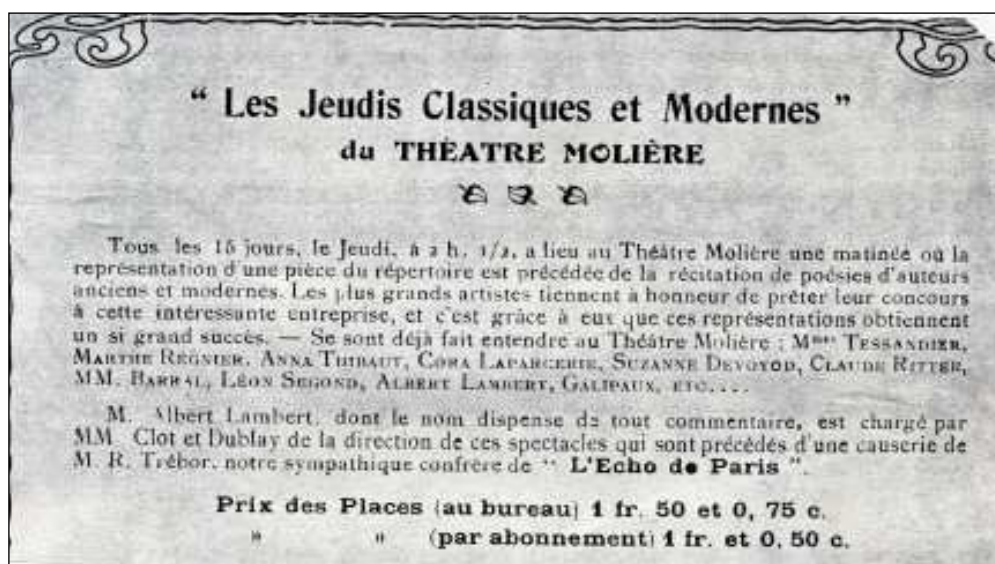 “ Les Jeudis Classiques et Modernes ”
du THÉATRE MOLIÈRE
Tous les 15 jours, le Jeudi, à 2 h. 1/2, a lieu au Théâtre Molière une matinée où la
représentation d'une pièce du répertoire est précédée de la récitation de poésies d'auteurs
anciens et modernes. Les plus grands artistes tiennent à honneur de prêter leur concours
à cette intéressante entreprise, et c'est grâce à eux que ces représentations obtiennent
un si grand succès. — Se sont déjà fait entendre au Théâtre Molière : Mmes TESSANDIER,
MARTHE RÉGNIER, ANNA THIBAUT, CORA LAPARCERIE, SUZANNE DEVOYOD, CLAUDE RITTER,
MM. BARRAL, LÉON SEGOND, ALBERT LAMBERT, GALIPAUX, ETC....
M. Albert Lambert, dont le nom dispense de tout commentaire, est chargé par
MM. Clot et Dublay de la direction de ces spectacles qui sont précédés d'une causerie de
M. R. Trébor, notre sympathique confrère de “ L'Echo de Paris ”.
Prix des Places (au bureau) 1 fr. 50 et 0, 75 c.
» » (par abonnement) 1 fr. et 0, 50 c.